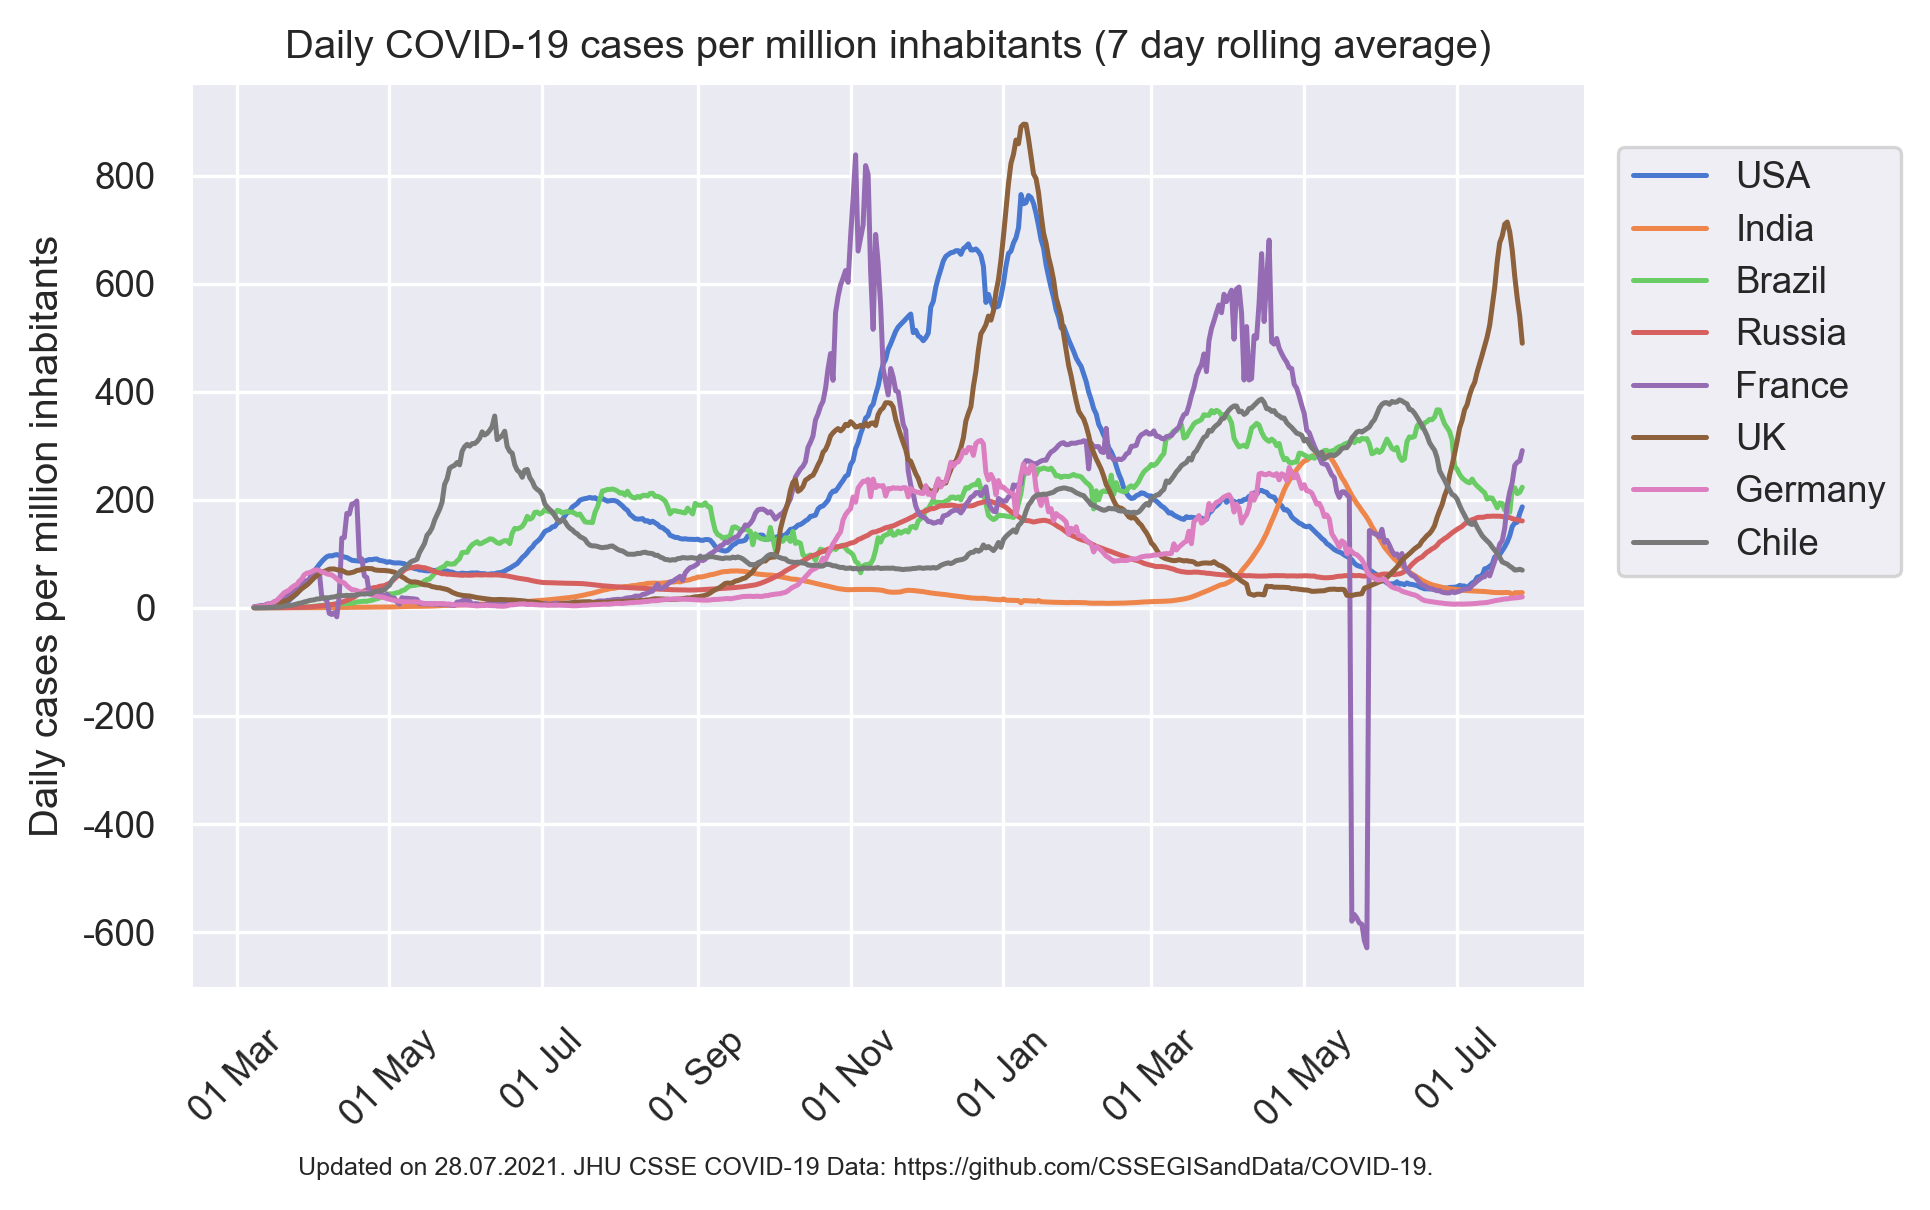 Daily COVID-19 cases per million inhabitants (7 day rolling average)
Daily cases per million inhabitants
800
600
400
200
0
-200
-400
-600
01 Mar
01 May
01 Jul
01 Sep
01 Nov
01 Jan
01 Mar
01 May
01 Jul
USA
India
Brazil
Russia
France
UK
Germany
Chile
Updated on 28.07.2021. JHU CSSE COVID-19 Data: https://github.com/CSSEGISandData/COVID-19.